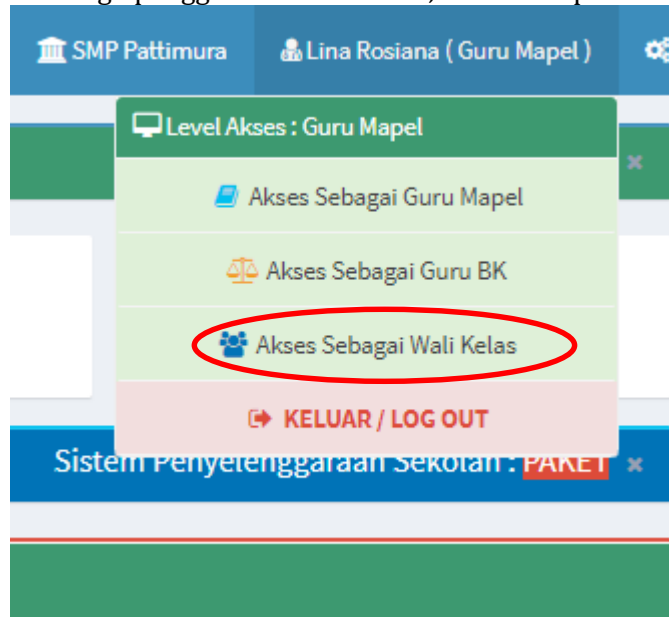 SMP Pattimura
Lina Rosiana ( Guru Mapel )
Level Akses : Guru Mapel
Akses Sebagai Guru Mapel
Akses Sebagai Guru BK
Akses Sebagai Wali Kelas
KELUAR / LOG OUT
Sistem Penyelenggaraan Sekolah : PAKET